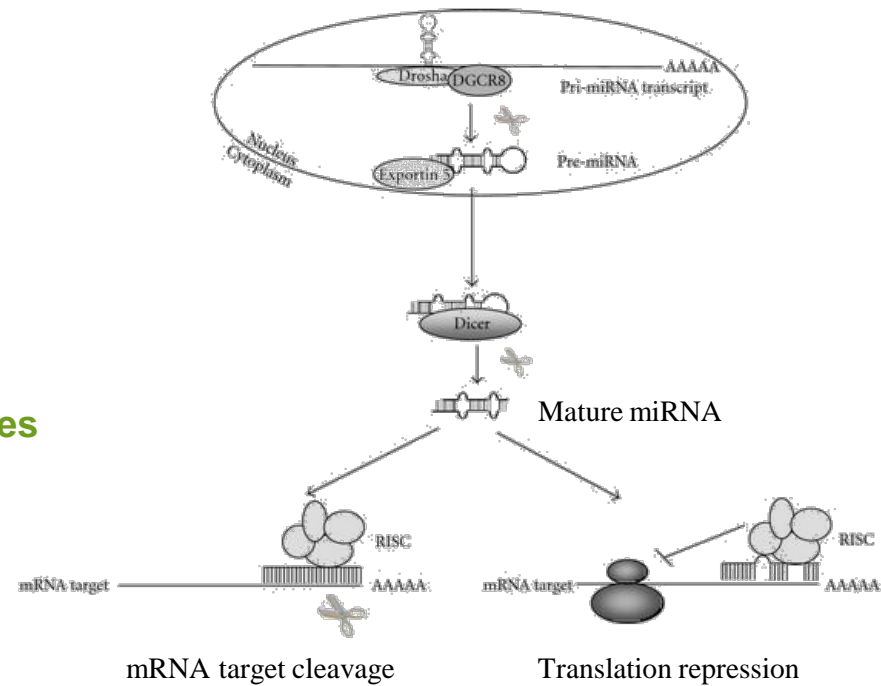 AAAAA
Drosha DGCR8
Pri-miRNA transcript
Nucleus
Cytoplasm
Exportin 5
Pre-miRNA
Dicer
Mature miRNA
es
RISC
RISC
mRNA target
AAAAA
mRNA target
AAAAA
mRNA target cleavage
Translation repression